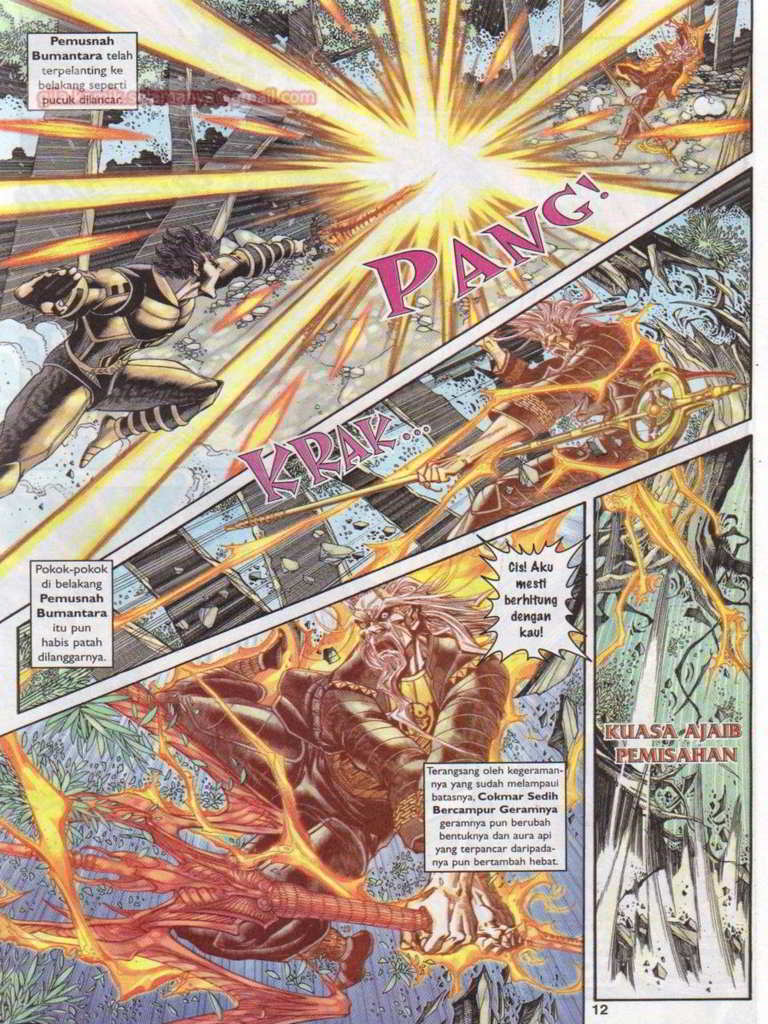 Pemusnah
Bumantara telah
terpelanting ke
belakang seperti
pucuk dilancar.
PANG!
KRAK...
Pokok-pokok
di belakang
Pemusnah
Bumantara
itu pun
habis patah
dilanggarnya.
Cis! Aku
mesti
berhitung
dengan
kau!
KUASA AJAIB
PEMISAHAN
Terangsang oleh kegeraman-
nya yang sudah melampaui
batasnya, Cokmar Sedih
Bercampur Geramnya
geramnya pun berubah
bentuknya dan aura api
yang terpancar daripada-
nya pun bertambah hebat.
12